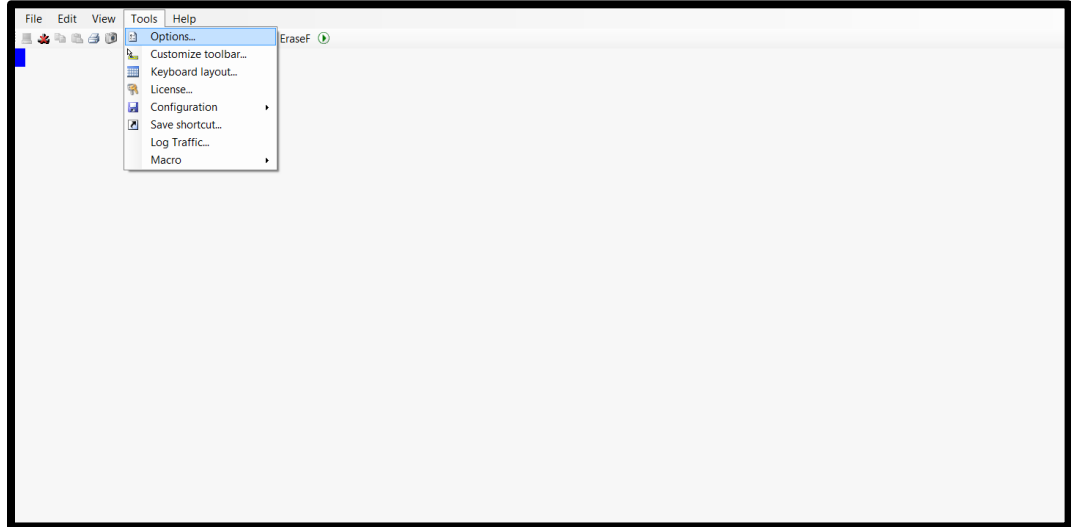 File Edit View Tools Help
Options... EraseF
Customize toolbar...
Keyboard layout...
License...
Configuration
Save shortcut...
Log Traffic...
Macro